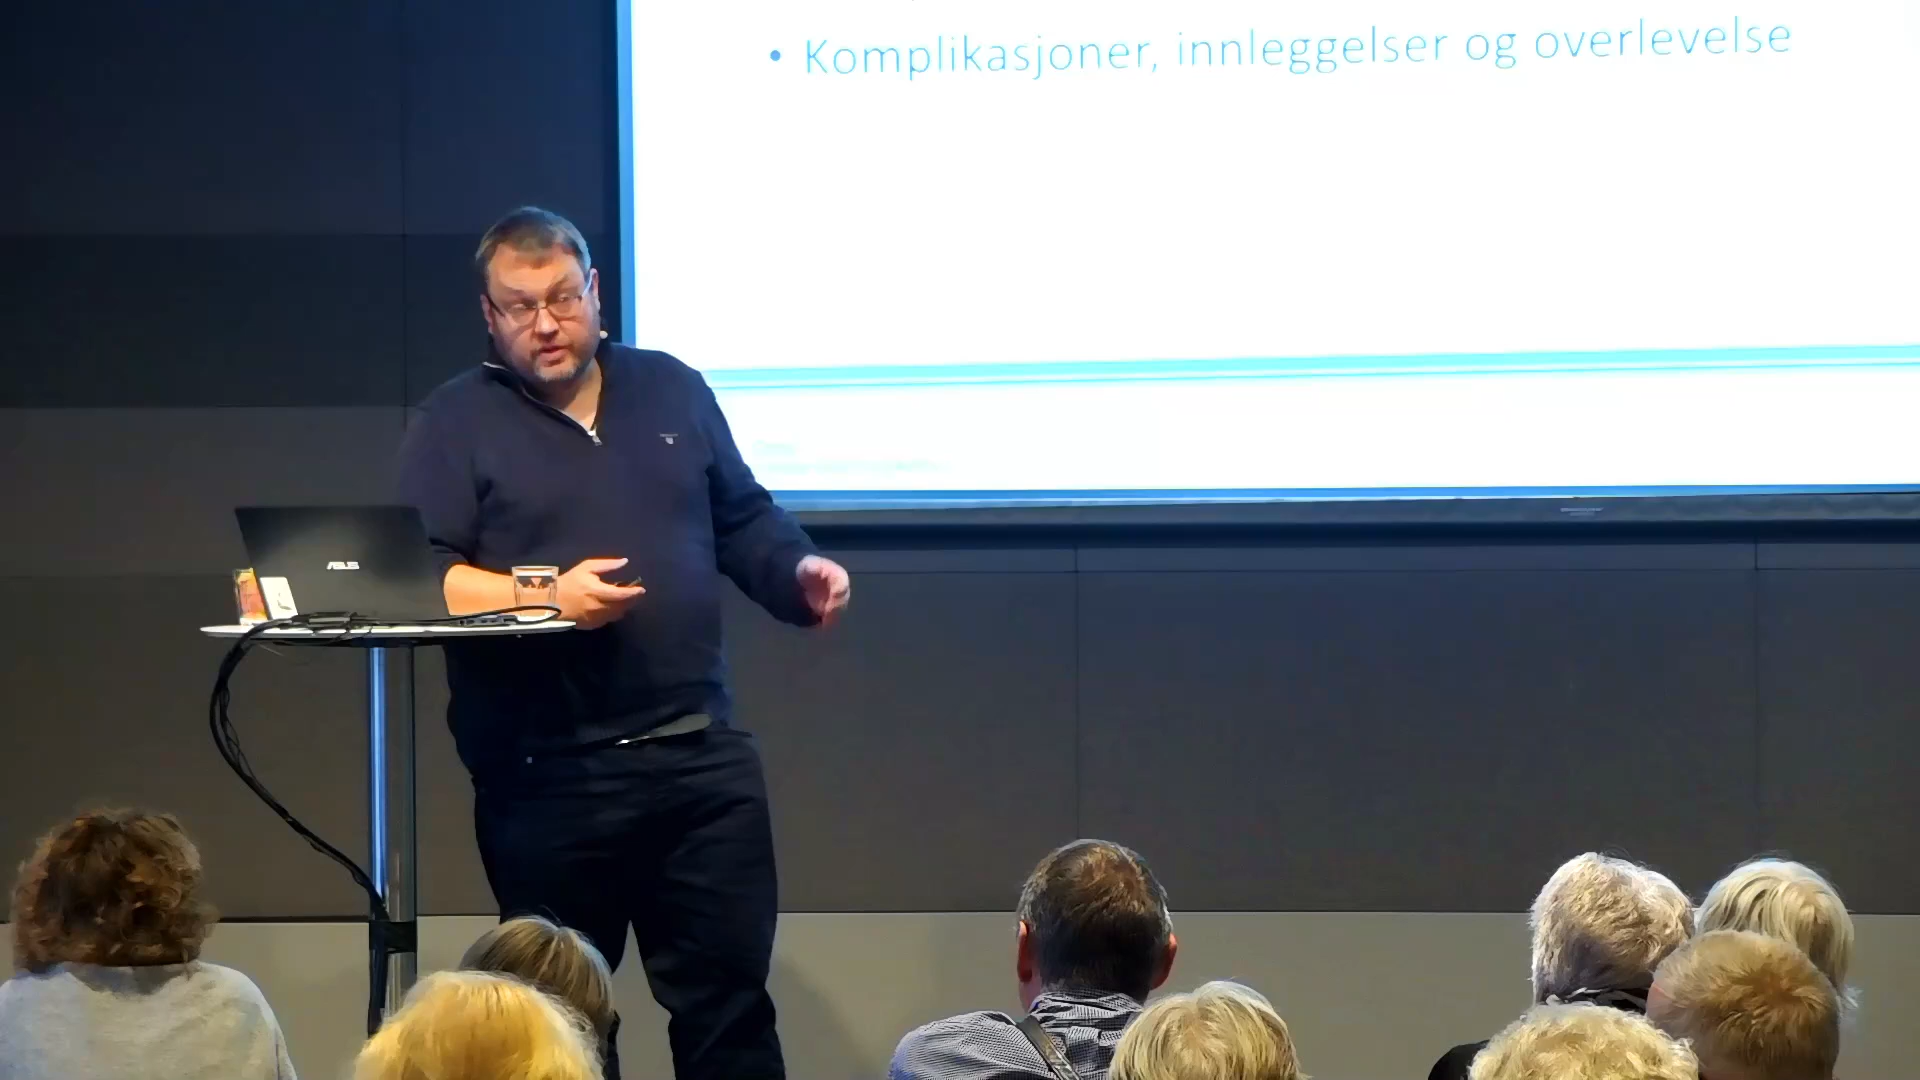 • Komplikasjoner, innleggelser og overlevelse
ASUS